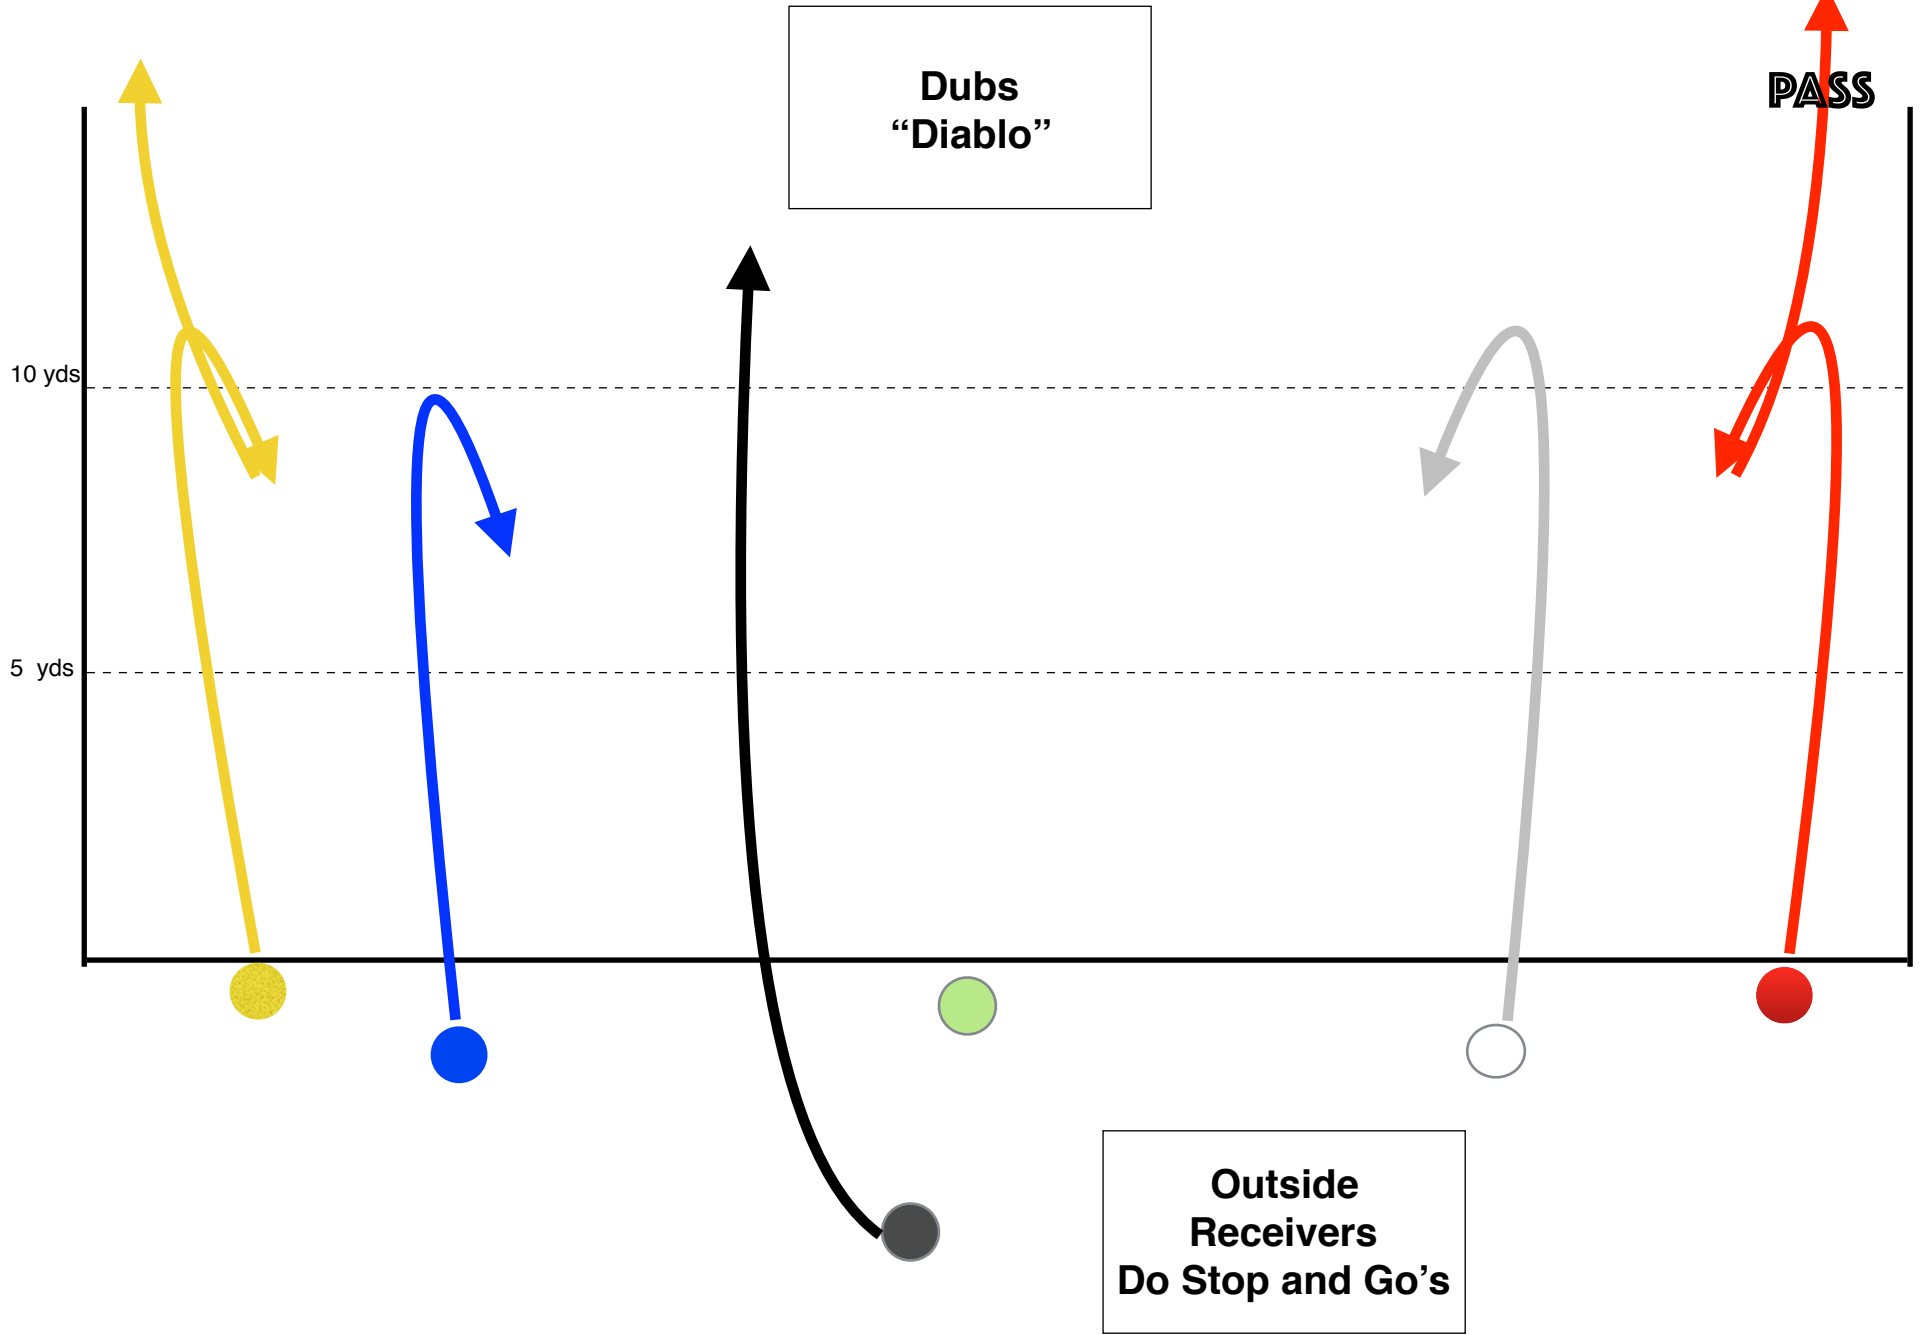 Dubs
“Diablo”
PASS
10 yds
5 yds
Outside
Receivers
Do Stop and Go’s